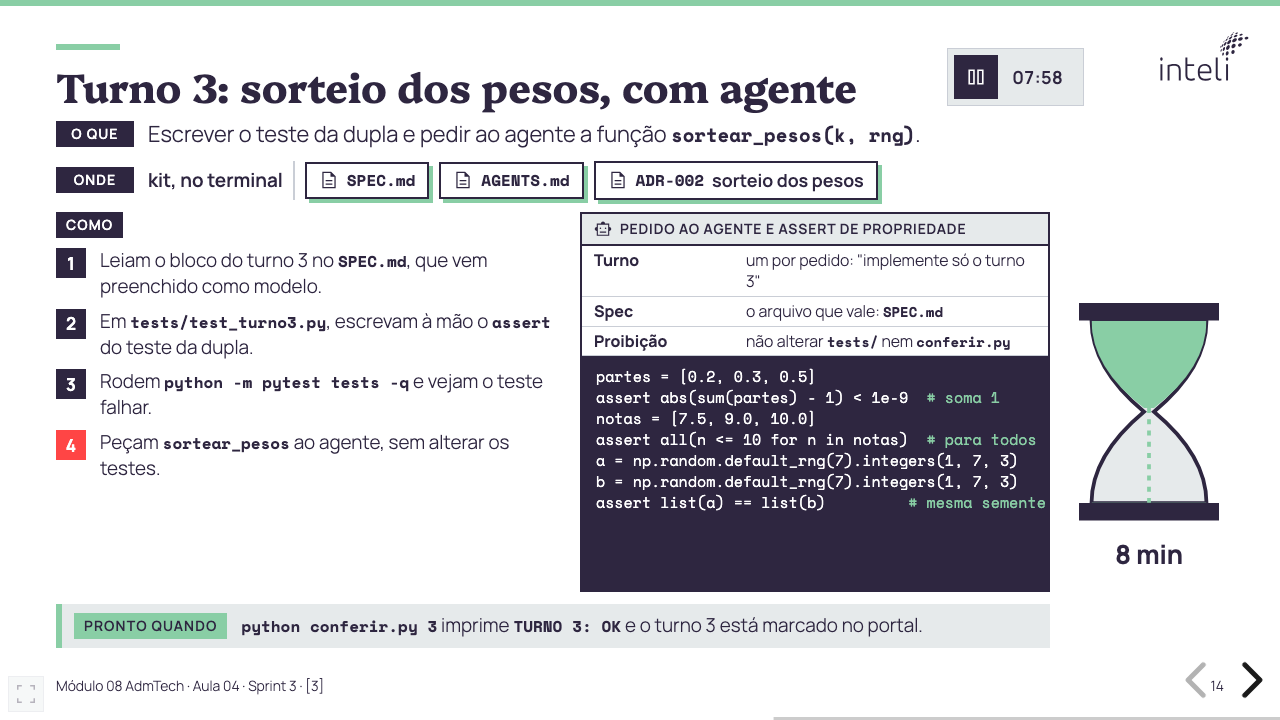 Turno 3: sorteio dos pesos, com agente
07:58
inteli
O QUE Escrever o teste da dupla e pedir ao agente a função sortear_pesos(k, rng).
ONDE kit, no terminal SPEC.md AGENTS.md ADR-002 sorteio dos pesos
COMO
1 Leiam o bloco do turno 3 no SPEC.md, que vem
preenchido como modelo.
2 Em tests/test_turno3.py, escrevam à mão o assert
do teste da dupla.
3 Rodem python -m pytest tests -q e vejam o teste
falhar.
4 Peçam sortear_pesos ao agente, sem alterar os
testes.
PEDIDO AO AGENTE E ASSERT DE PROPRIEDADE
Turno um por pedido: "implemente só o turno
3"
Spec o arquivo que vale: SPEC.md
Proibição não alterar tests/ nem conferir.py
partes = [0.2, 0.3, 0.5]
assert abs(sum(partes) - 1) < 1e-9 # soma 1
notas = [7.5, 9.0, 10.0]
assert all(n <= 10 for n in notas) # para todos
a = np.random.default_rng(7).integers(1, 7, 3)
b = np.random.default_rng(7).integers(1, 7, 3)
assert list(a) == list(b) # mesma semente
8 min
PRONTO QUANDO python conferir.py 3 imprime TURNO 3: OK e o turno 3 está marcado no portal.
Módulo 08 AdmTech · Aula 04 · Sprint 3 · [3]
14